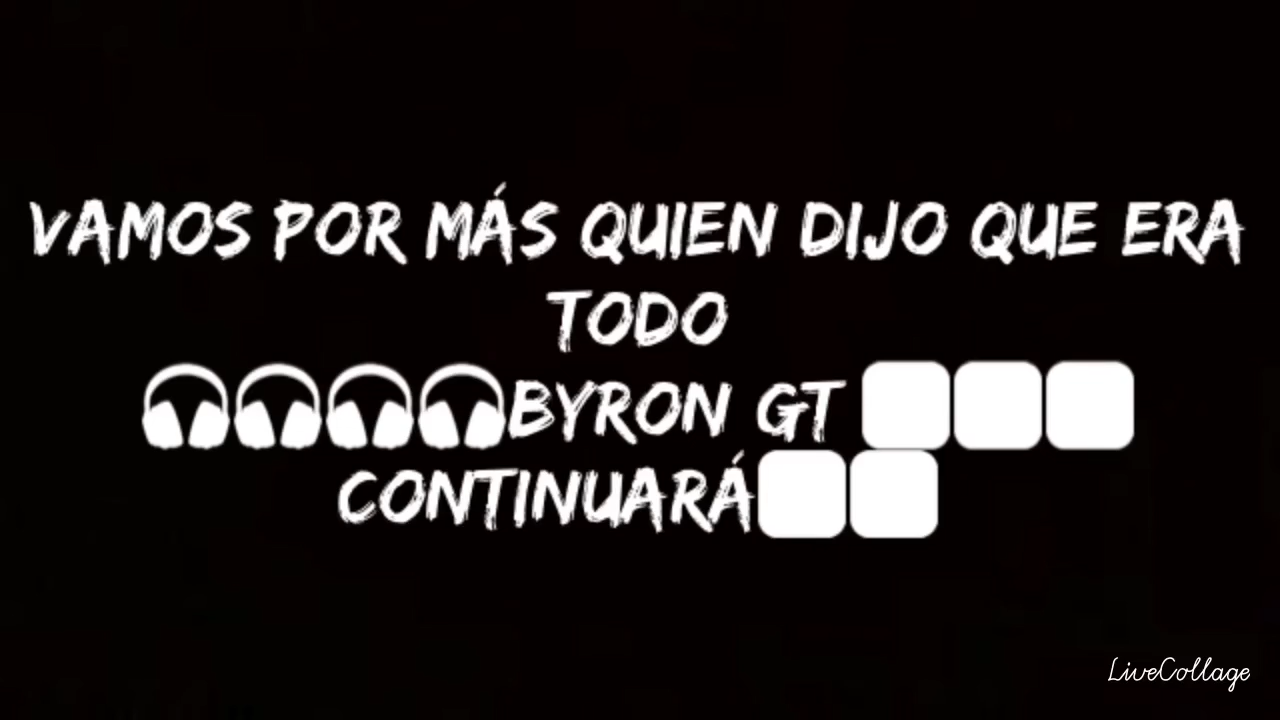 VAMOS POR MÁS QUIEN DIJO QUE ERA
TODO
🎧🎧🎧🎧BYRON GT ⬜⬜⬜
CONTINUARÁ⬜⬜
LiveCollage